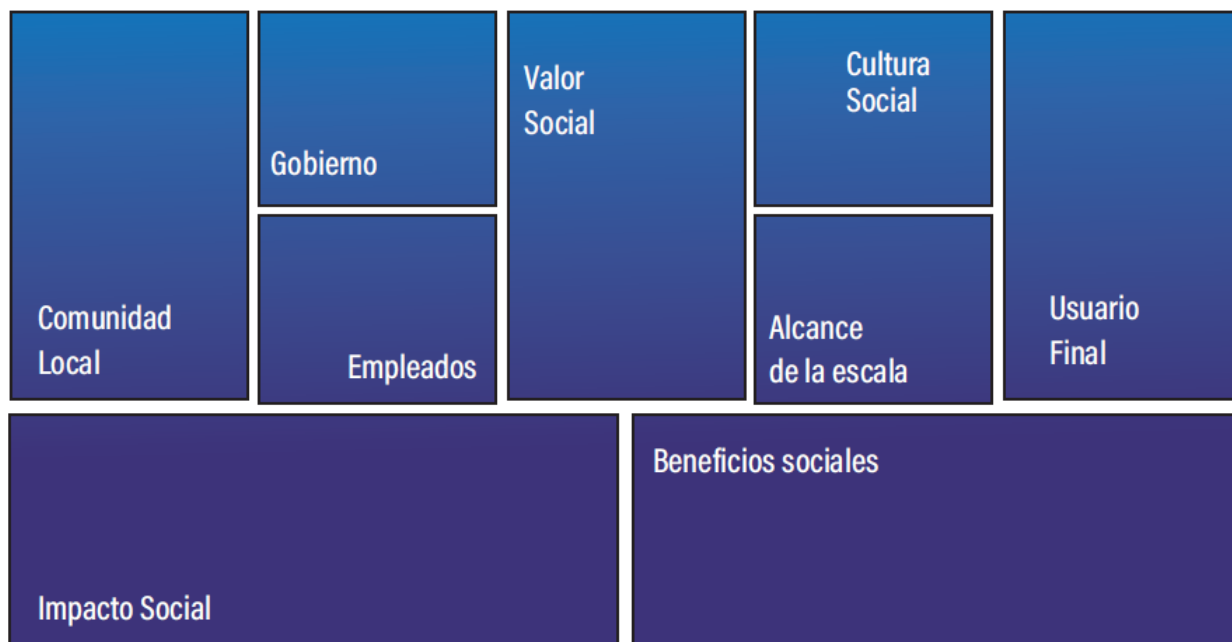 Comunidad
Local
Gobierno
Empleados
Valor
Social
Cultura
Social
Alcance
de la escala
Usuario
Final
Impacto Social
Beneficios sociales